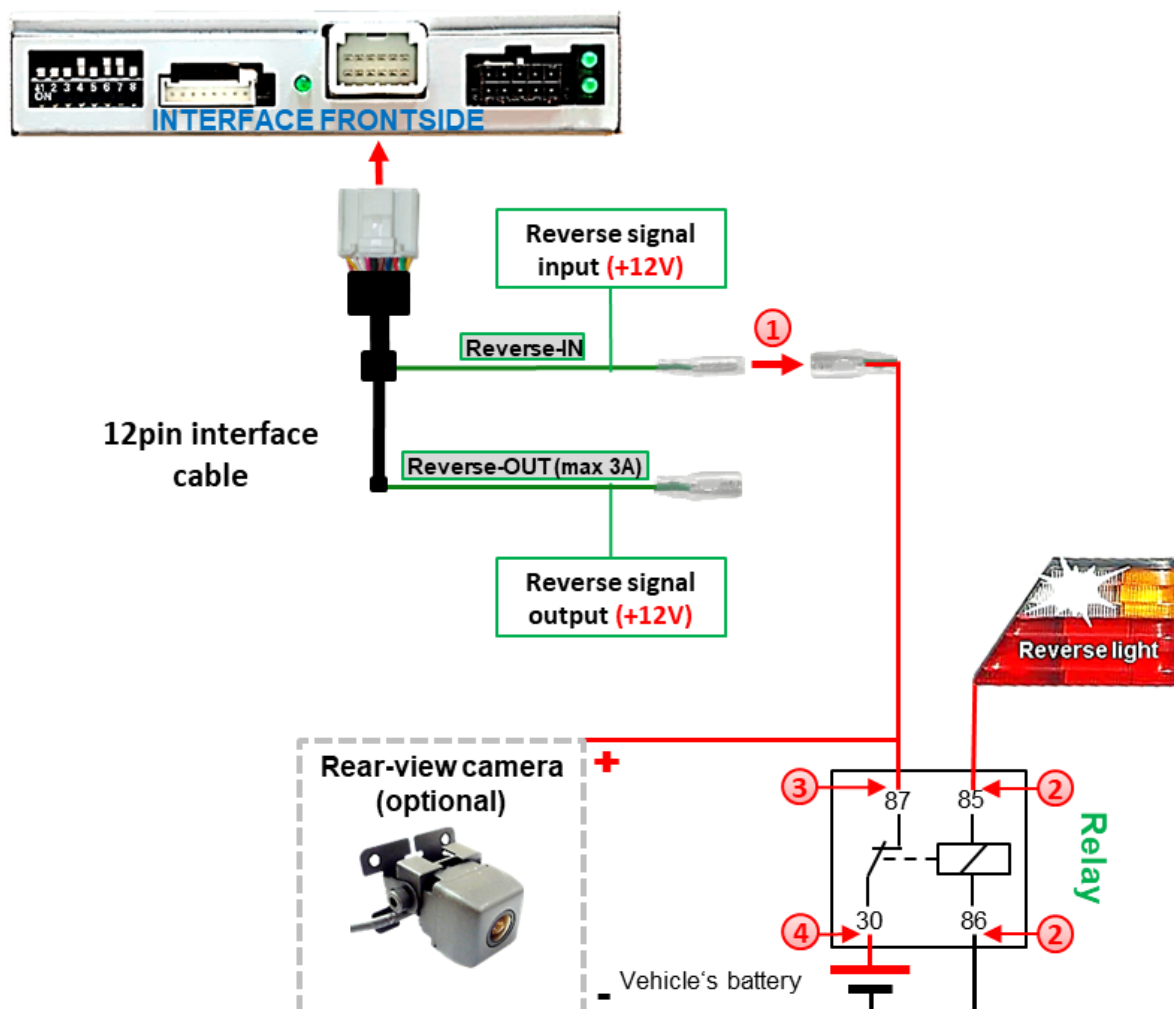 1 2 3 4 5 6 7 8
ON
INTERFACE FRONTSIDE
Reverse signal
input (+12V)
1
Reverse-IN
12pin interface
cable
Reverse-OUT (max 3A)
Reverse signal
output (+12V)
Reverse light
Rear-view camera
(optional)
+
3
87
85
2
Relay
4
30
86
2
-
Vehicle's battery